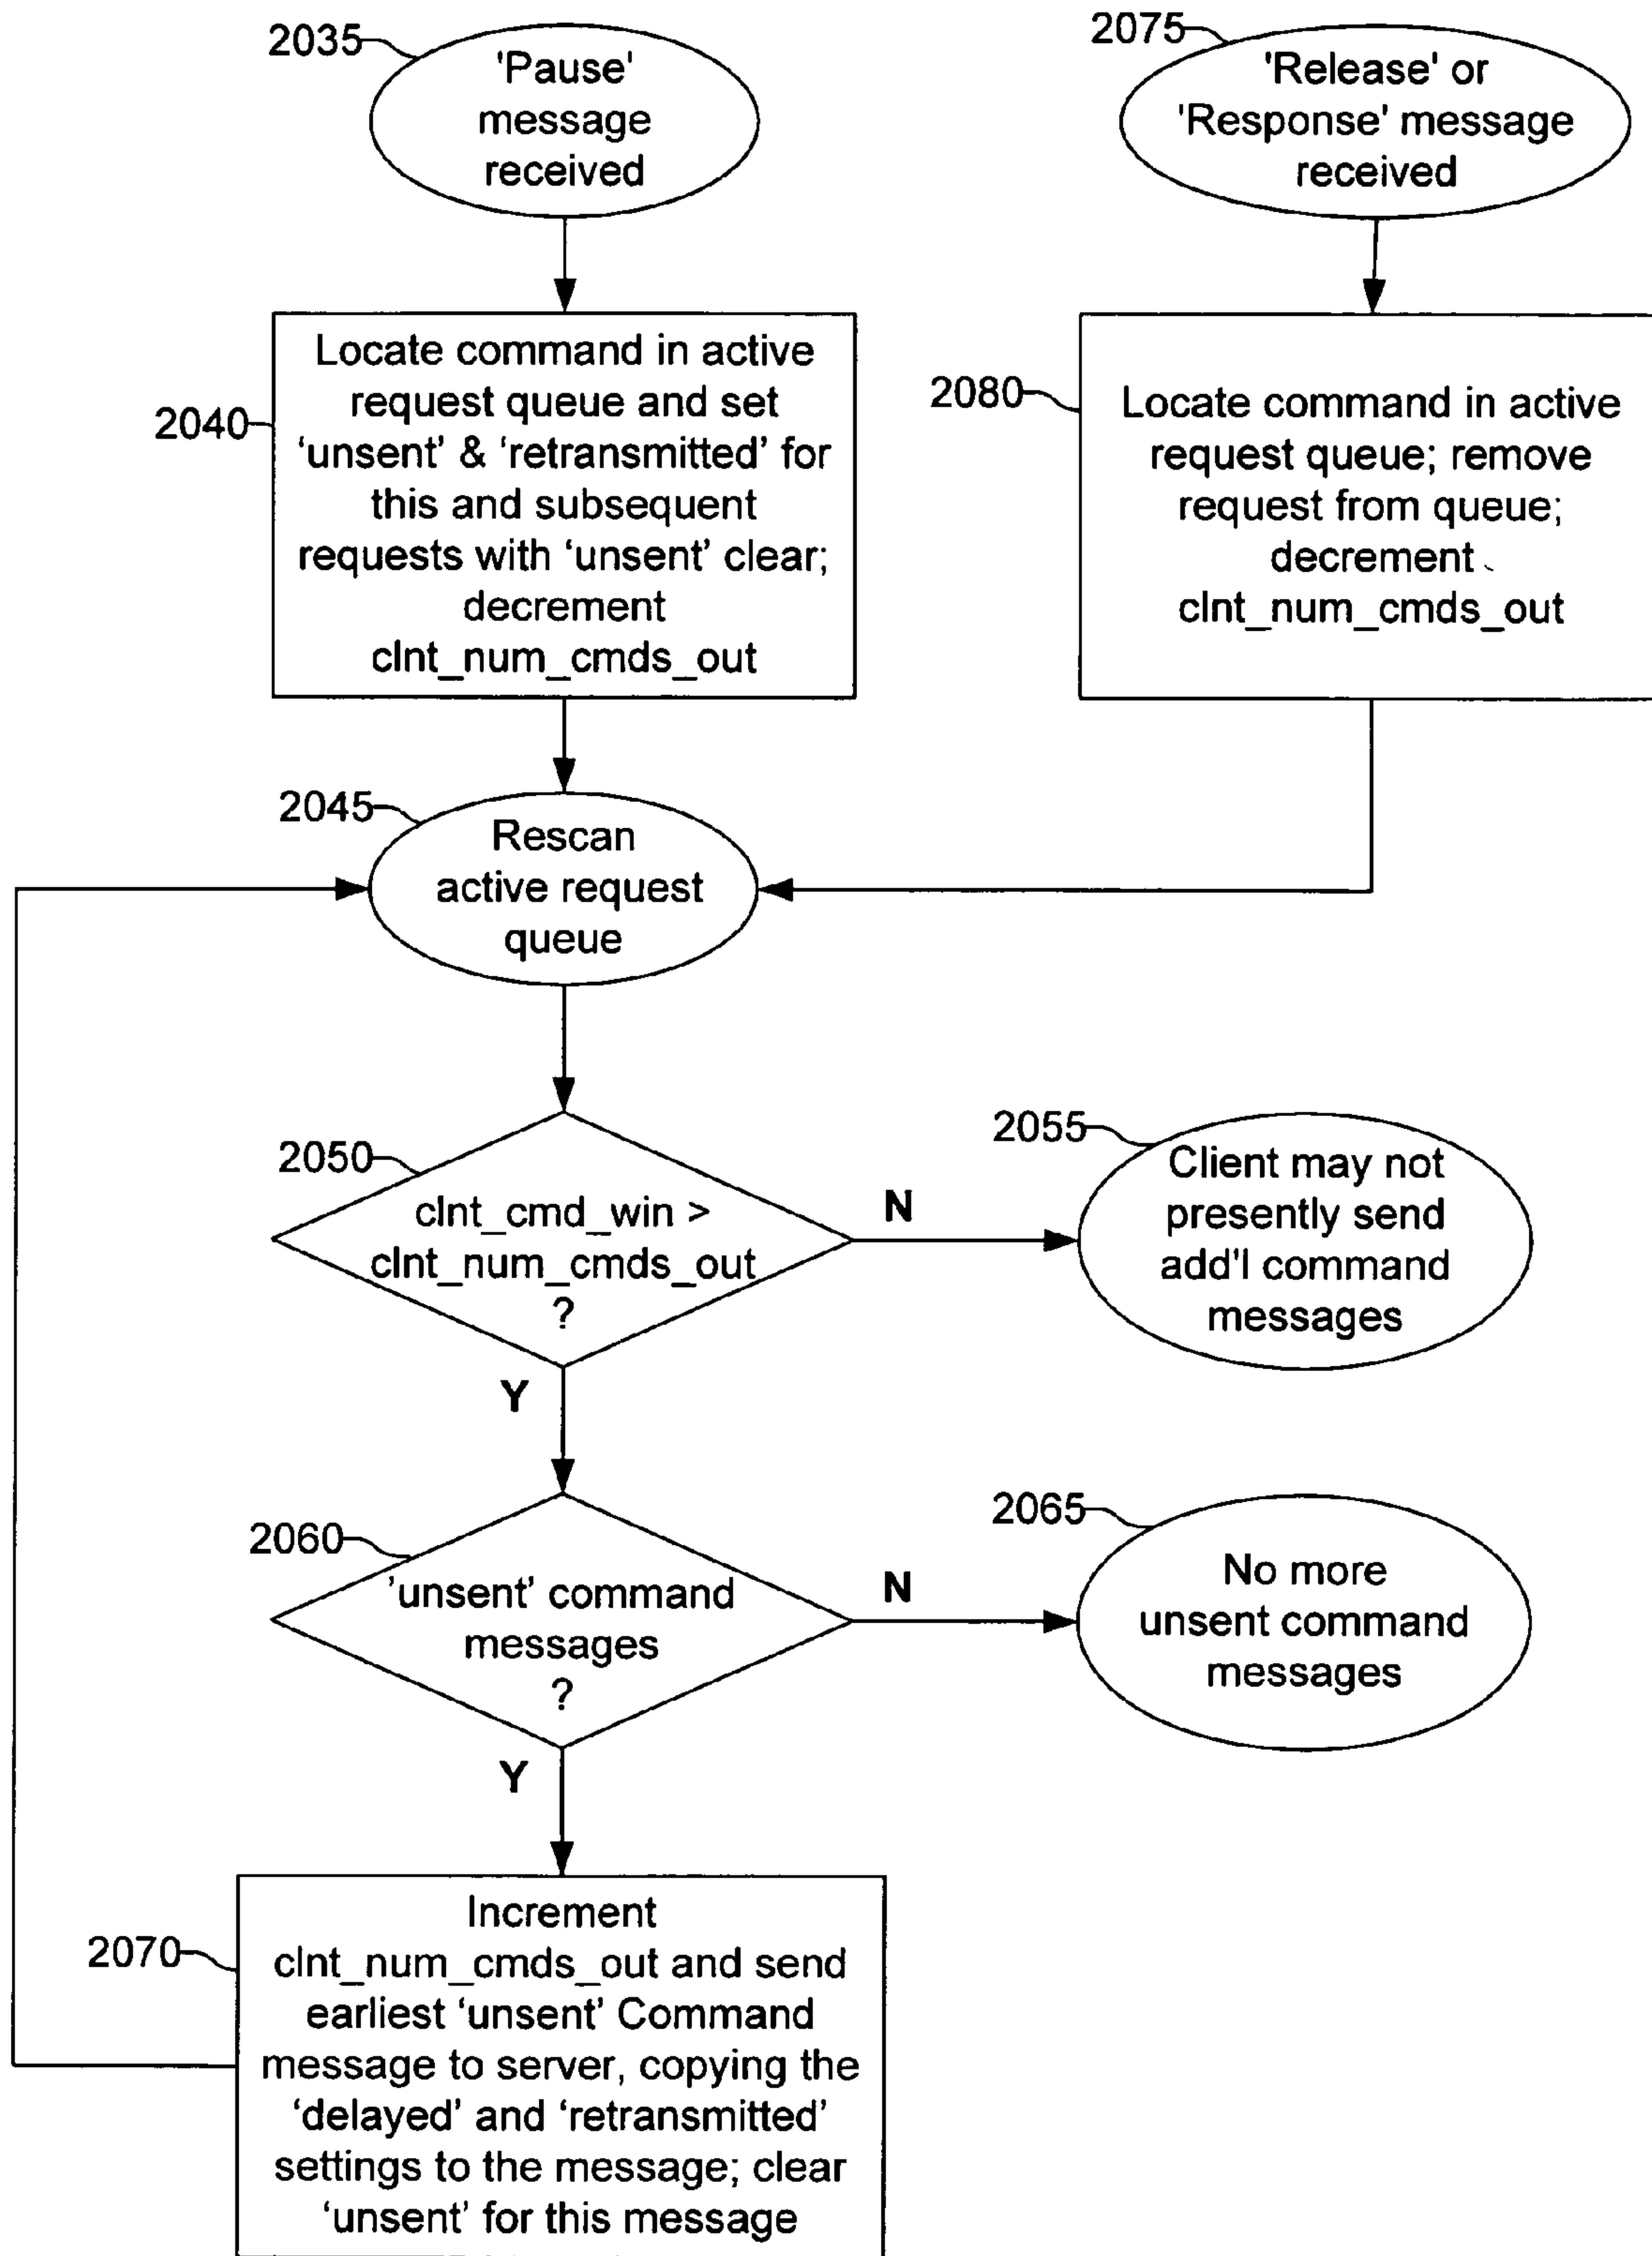 2035
'Pause'
message
received
2075
'Release' or
'Response' message
received
2040
Locate command in active
request queue and set
‘unsent’ & ‘retransmitted’ for
this and subsequent
requests with ‘unsent’ clear;
decrement
clnt_num_cmds_out
2080
Locate command in active
request queue; remove
request from queue;
decrement
clnt_num_cmds_out
2045
Rescan
active request
queue
2050
clnt_cmd_win >
clnt_num_cmds_out
?
N
Y
2055
Client may not
presently send
add'l command
messages
2060
'unsent' command
messages
?
N
Y
2065
No more
unsent command
messages
2070
Increment
clnt_num_cmds_out and send
earliest ‘unsent’ Command
message to server, copying the
‘delayed’ and ‘retransmitted’
settings to the message; clear
‘unsent’ for this message